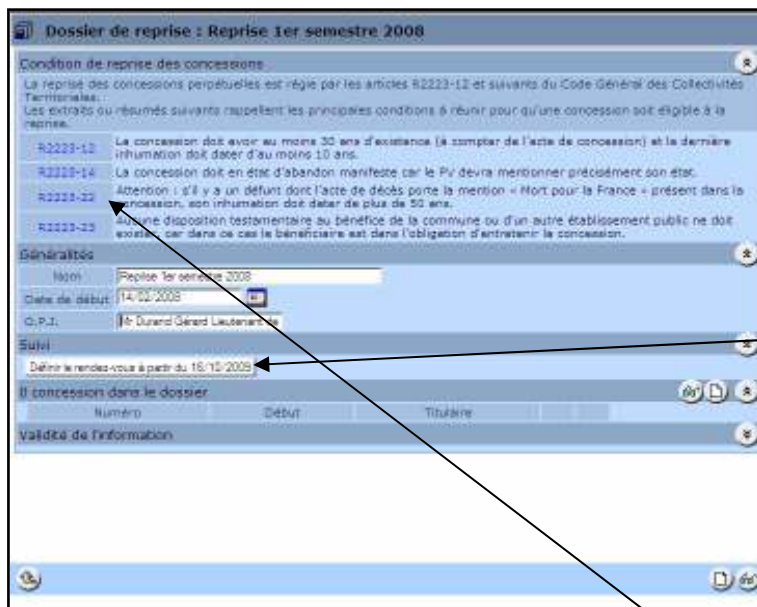 Dossier de reprise : Reprise 1er semestre 2008
Condition de reprise des concessions
La reprise des concessions perpétuelles est régie par les articles R2223-12 et suivants du Code Général des Collectivités
Territoriales.
Les extraits ou résumés suivants rappellent les principales conditions à réunir pour qu'une concession soit éligible à la
reprise.
R2223-12 La concession doit avoir au moins 30 ans d'existence (à compter de l'acte de concession) et la dernière
inhumation doit dater d'au moins 10 ans.
La concession doit en état d'abandon manifeste car le PV devra mentionner précisément son état.
R2223-22 Attention : s'il y a un défunt dont l'acte de décès porte la mention « Mort pour la France » présent dans la
concession, son inhumation doit dater de plus de 50 ans.
R2223-23 Aucune disposition testamentaire au bénéfice de la commune ou d'un autre établissement public ne doit
exister, car dans ce cas le bénéficiaire est dans l'obligation d'entretenir la concession.
Généralités
Nom Reprise 1er semestre 2008
Date de début 14/02/2008
O.P.J. Mr Durand Gérard Lieutenant de
Suivi
Définir le rendez-vous à partir du 16/10/2009
concession dans le dossier
Numéro Début Titulaire
Validité de l'information